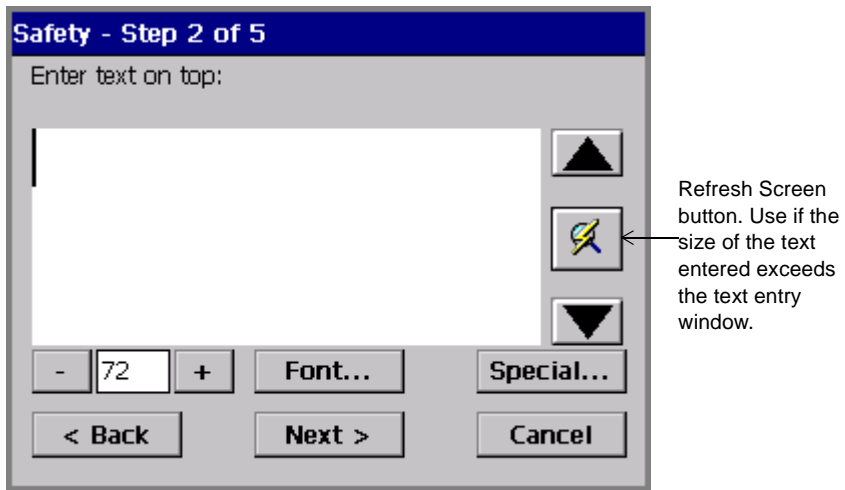 Safety - Step 2 of 5
Enter text on top:
Refresh Screen
button. Use if the
size of the text
entered exceeds
the text entry
window.
- 72 + Font... Special...
< Back Next > Cancel